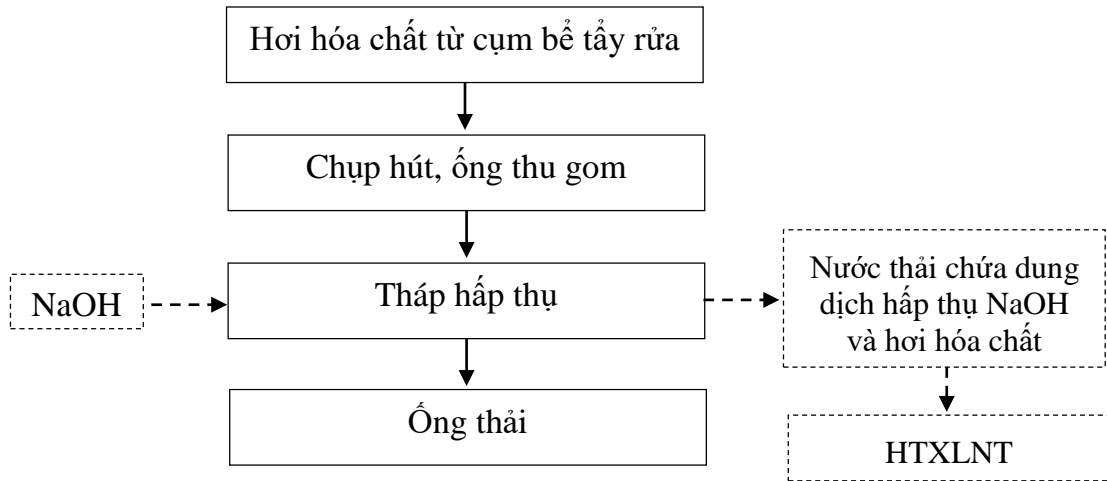 Hơi hóa chất từ cụm bể tẩy rửa
Chụp hút, ống thu gom
NaOH
Tháp hấp thụ
Nước thải chứa dung
dịch hấp thụ NaOH
và hơi hóa chất
Ống thải
HTXLNT